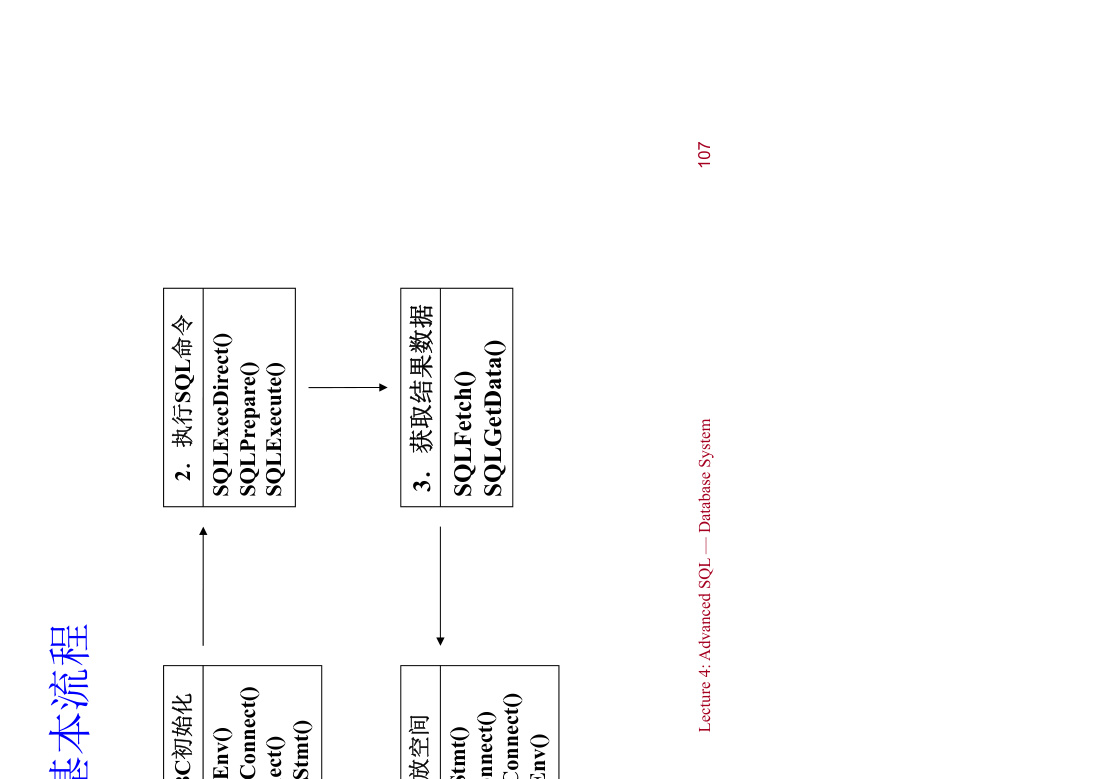 基本流程
BC初始化
Env()
Connect()
ect()
Stmt()
2. 执行SQL命令
SQLExecDirect()
SQLPrepare()
SQLExecute()
放空间
Stmt()
nnect()
Connect()
Env()
3. 获取结果数据
SQLFetch()
SQLGetData()
Lecture 4: Advanced SQL — Database System
107